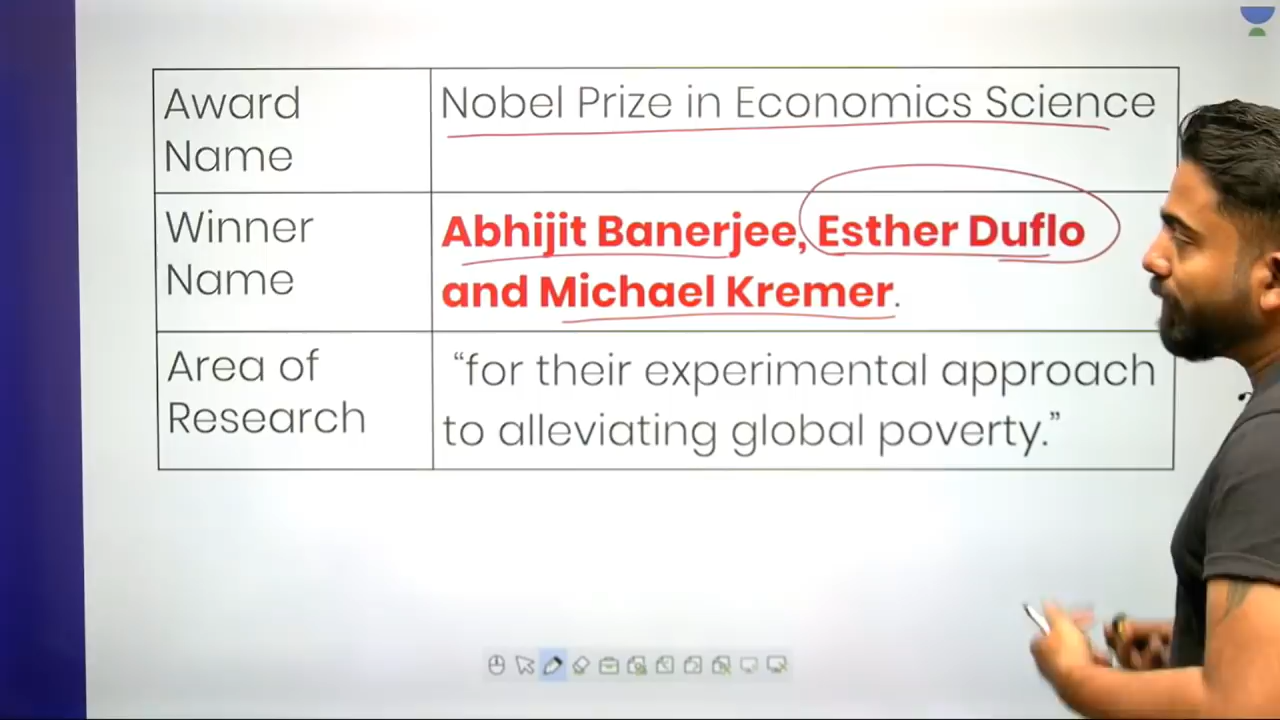 Award
Name
Nobel Prize in Economics Science
Winner
Name
Abhijit Banerjee, Esther Duflo
and Michael Kremer.
Area of
Research
“for their experimental approach
to alleviating global poverty.”